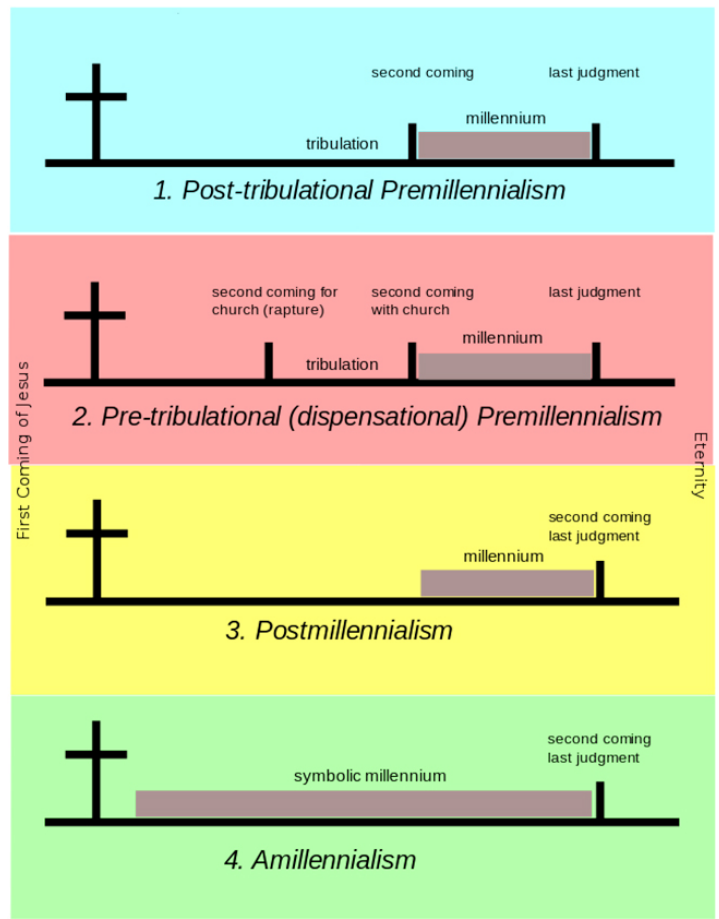 second coming
last judgment
millennium
tribulation
1. Post-tribulational Premillennialism
second coming for
church (rapture)
second coming
with church
last judgment
millennium
tribulation
2. Pre-tribulational (dispensational) Premillennialism
First Coming of Jesus
Eternity
second coming
last judgment
millennium
3. Postmillennialism
second coming
last judgment
symbolic millennium
4. Amillennialism